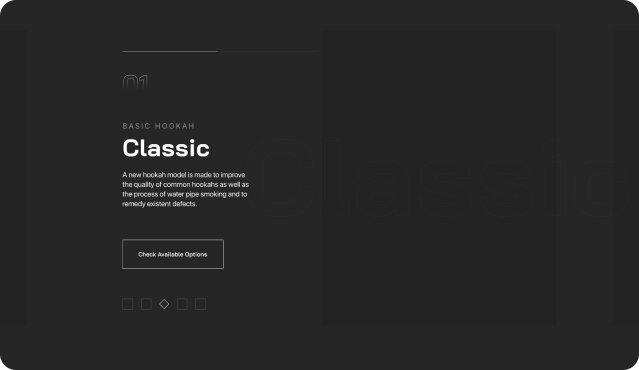 01
BASIC HOOKAH
Classic
Classic
A new hookah model is made to improve
the quality of common hookahs as well as
the process of water pipe smoking and to
remedy existent defects.
Check Available Options